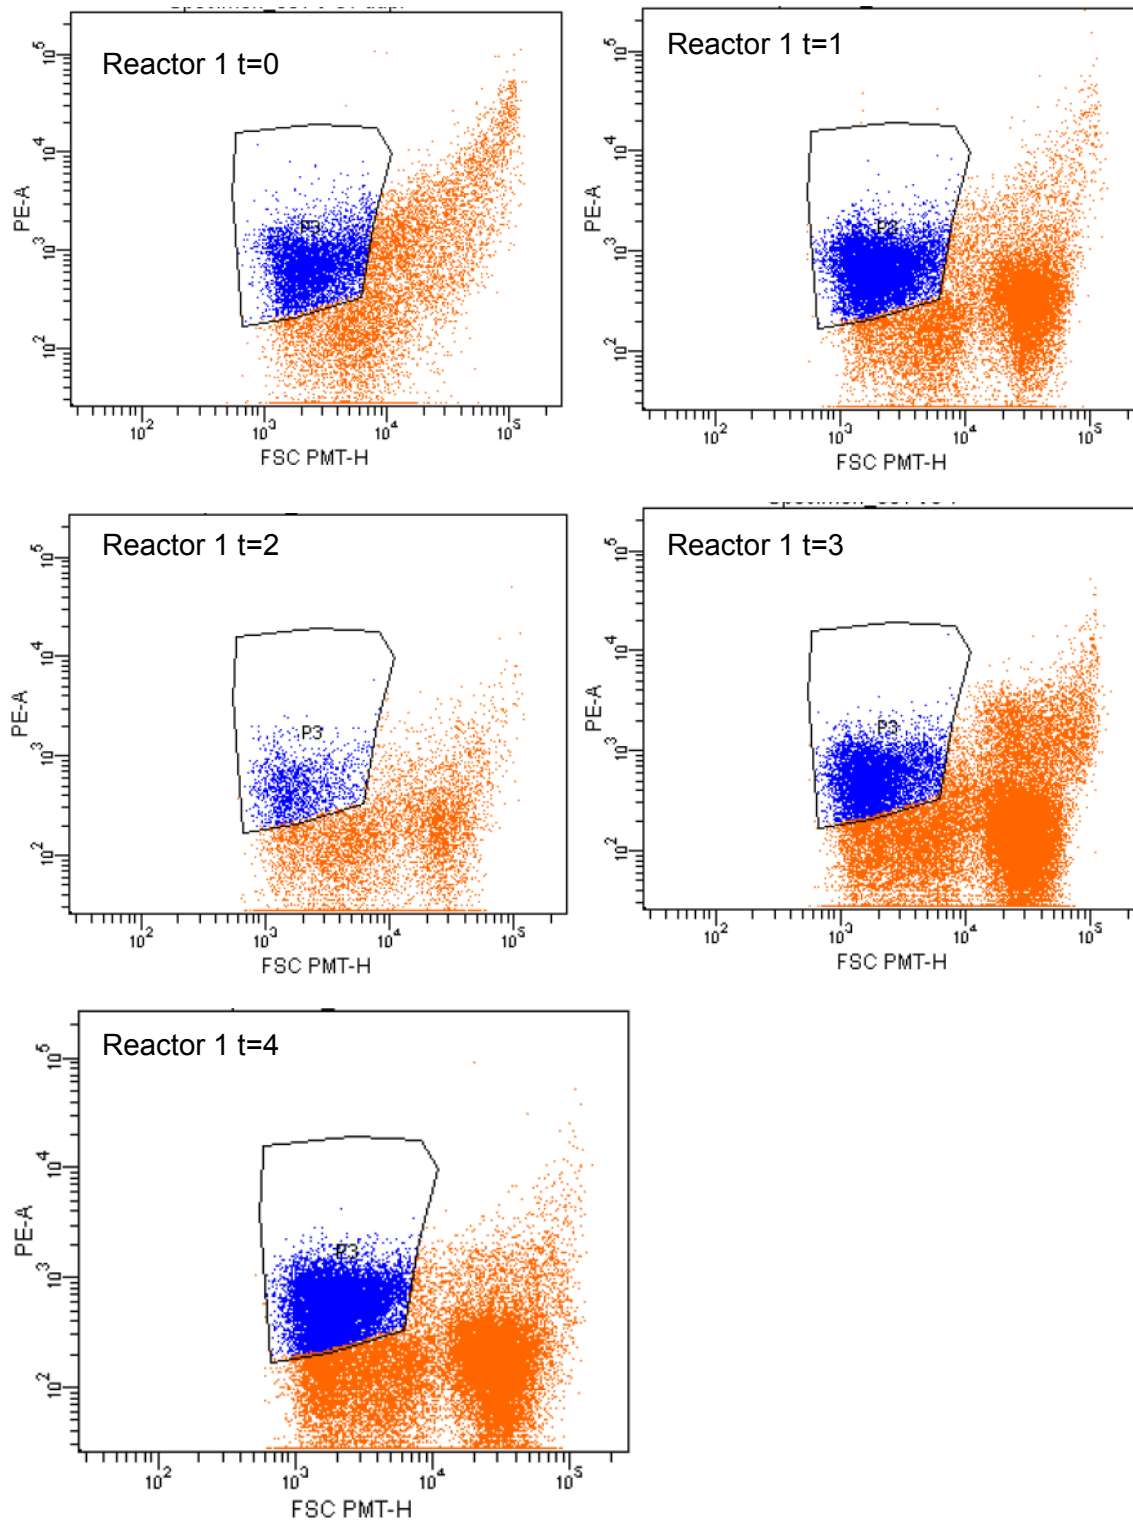 Reactor 1 t=0
PE-A
10^5
10^4
10^3
10^2
P3
10^2 10^3 10^4 10^5
FSC PMT-H
Reactor 1 t=1
PE-A
10^5
10^4
10^3
10^2
P2
10^2 10^3 10^4 10^5
FSC PMT-H
Reactor 1 t=2
PE-A
10^5
10^4
10^3
10^2
P3
10^2 10^3 10^4 10^5
FSC PMT-H
Reactor 1 t=3
PE-A
10^5
10^4
10^3
10^2
P3
10^2 10^3 10^4 10^5
FSC PMT-H
Reactor 1 t=4
PE-A
10^5
10^4
10^3
10^2
P3
10^2 10^3 10^4 10^5
FSC PMT-H